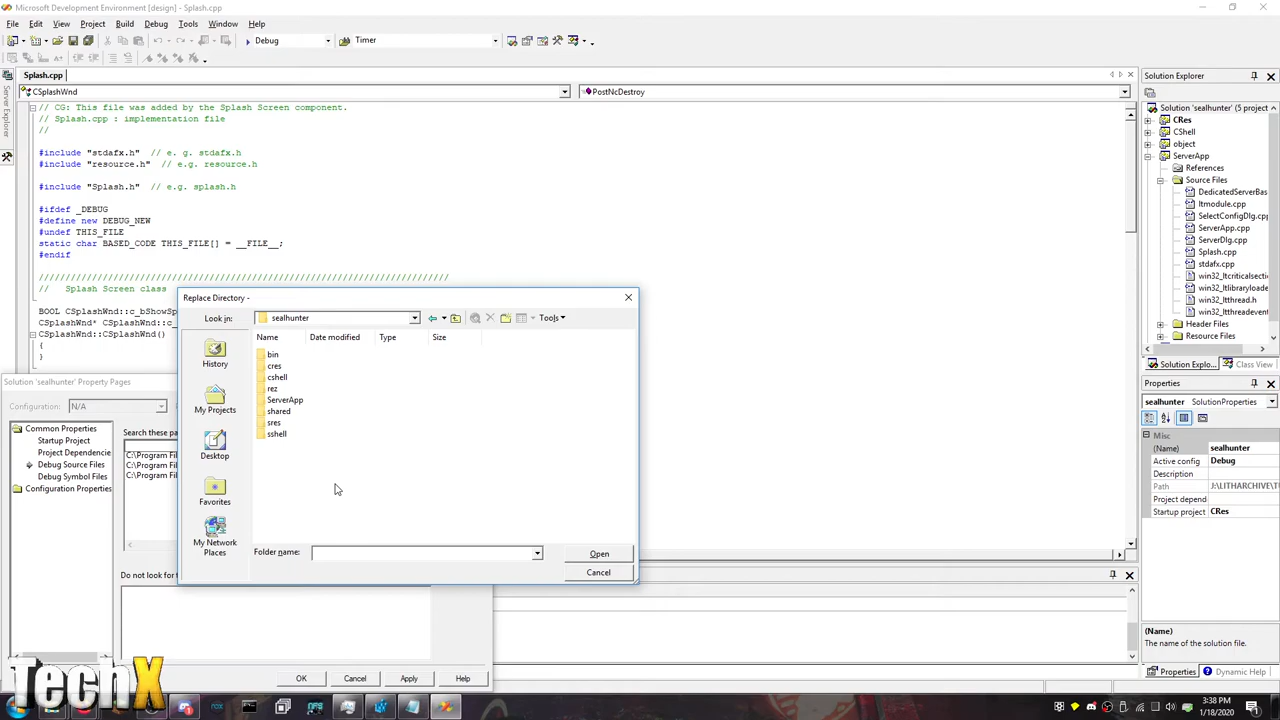 Microsoft Development Environment [design] - Splash.cpp
File Edit View Project Build Debug Tools Window Help
Debug Timer
Splash.cpp
CSplashWnd PostNcDestroy
Server Explorer
// CG: This file was added by the Splash Screen component.
// Splash.cpp : implementation file
//
#include "stdafx.h" // e. g. stdafx.h
#include "resource.h" // e.g. resource.h
#include "Splash.h" // e.g. splash.h
#ifdef _DEBUG
#define new DEBUG_NEW
#undef THIS_FILE
static char BASED_CODE THIS_FILE[] = __FILE__;
#endif
/////////////////////////////////////////////////////////////////////////////
// Splash Screen class
BOOL CSplashWnd::c_bShowSp
CSplashWnd* CSplashWnd::c_
CSplashWnd::CSplashWnd()
{
}
Replace Directory -
Look in: sealhunter Tools
Name Date modified Type Size
bin
cres
cshell
rez
ServerApp
shared
sres
sshell
History
My Projects
Desktop
Favorites
My Network
Places
Folder name: Open
Cancel
Solution 'sealhunter' Property Pages
Configuration: N/A
Common Properties
Startup Project
Project Dependencie
Debug Source Files
Debug Symbol Files
Configuration Properties
Search these pa
C:\Program Fil
C:\Program Fil
C:\Program Fil
Do not look for t
OK Cancel Apply Help
Solution Explorer
Solution 'sealhunter' (5 project
CRes
CShell
object
ServerApp
References
Source Files
DedicatedServerBas
ltmodule.cpp
SelectConfigDlg.cpp
ServerApp.cpp
ServerDlg.cpp
Splash.cpp
stdafx.cpp
win32_ltcriticalsecti
win32_ltlibraryloade
win32_ltthread.h
win32_ltthreadevent
Header Files
Resource Files
Solution Explo... Class View
Properties
sealhunter SolutionProperties
Misc
(Name) sealhunter
Active config Debug
Description
Path J:\LITHARCHIVE\T
Project depend
Startup project CRes
(Name)
The name of the solution file.
Properties Dynamic Help
TechX
3:38 PM
1/18/2020